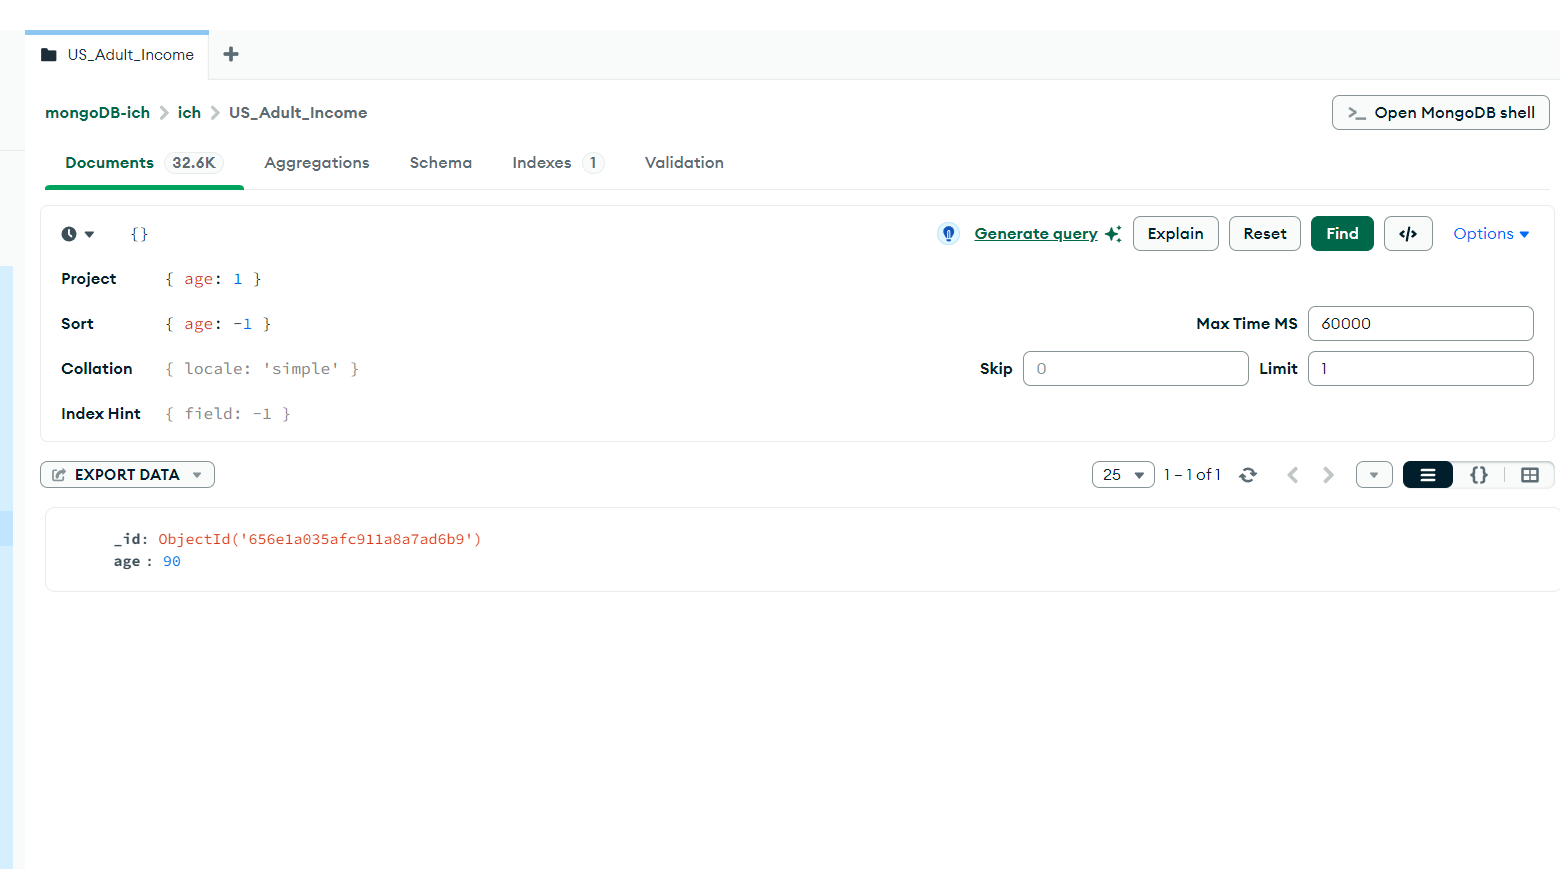 US_Adult_Income
mongoDB-ich > ich > US_Adult_Income
>_ Open MongoDB shell
Documents 32.6K Aggregations Schema Indexes 1 Validation
{} Generate query Explain Reset Find </> Options
Project { age: 1 }
Sort { age: -1 } Max Time MS 60000
Collation { locale: 'simple' } Skip 0 Limit 1
Index Hint { field: -1 }
EXPORT DATA 25 1 – 1 of 1 {}
_id: ObjectId('656e1a035afc911a8a7ad6b9')
age : 90